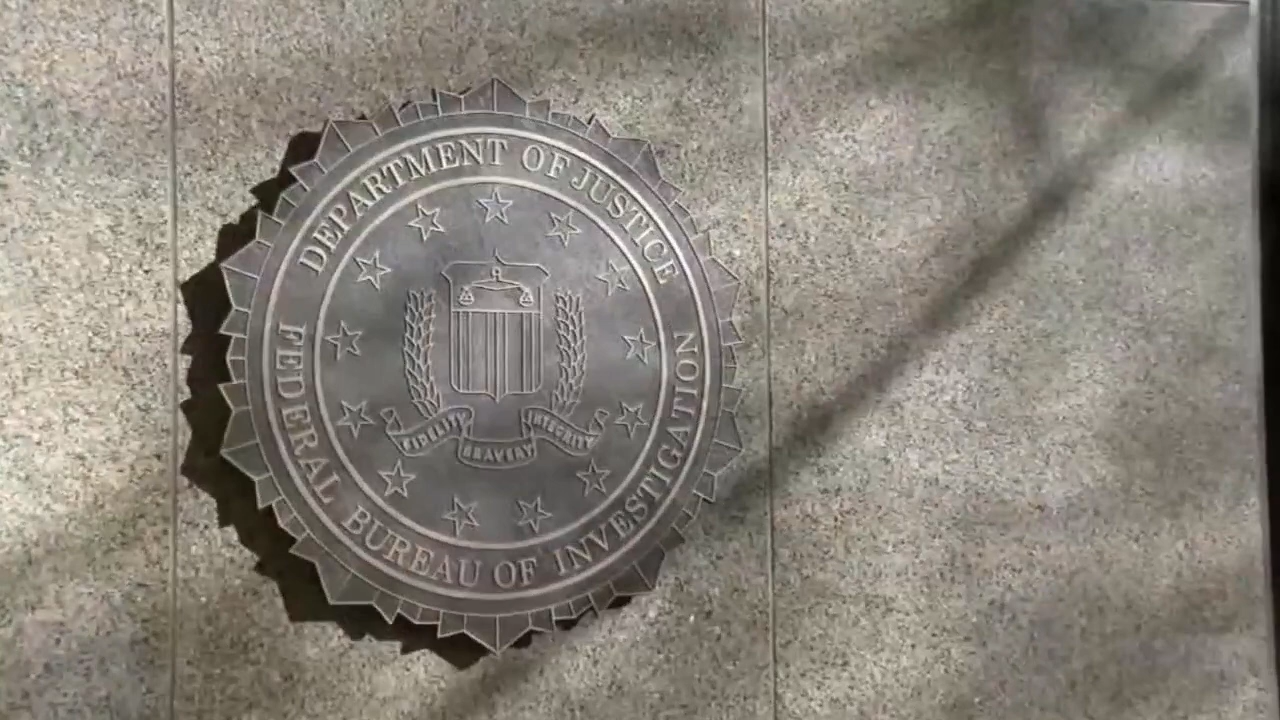 DEPARTMENT OF JUSTICE
FIDELITY
BRAVERY
INTEGRITY
FEDERAL BUREAU OF INVESTIGATION